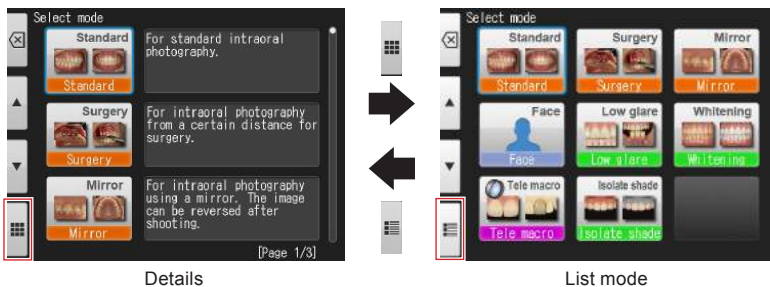 Select mode
Standard
Standard
For standard intraoral
photography.
Surgery
Surgery
For intraoral photography
from a certain distance for
surgery.
Mirror
Mirror
For intraoral photography
using a mirror. The image
can be reversed after
shooting.
[Page 1/3]
Details
Select mode
Standard
Standard
Surgery
Surgery
Mirror
Mirror
Face
Face
Low glare
Low glare
Whitening
Whitening
Tele macro
Tele macro
Isolate shade
Isolate shade
List mode